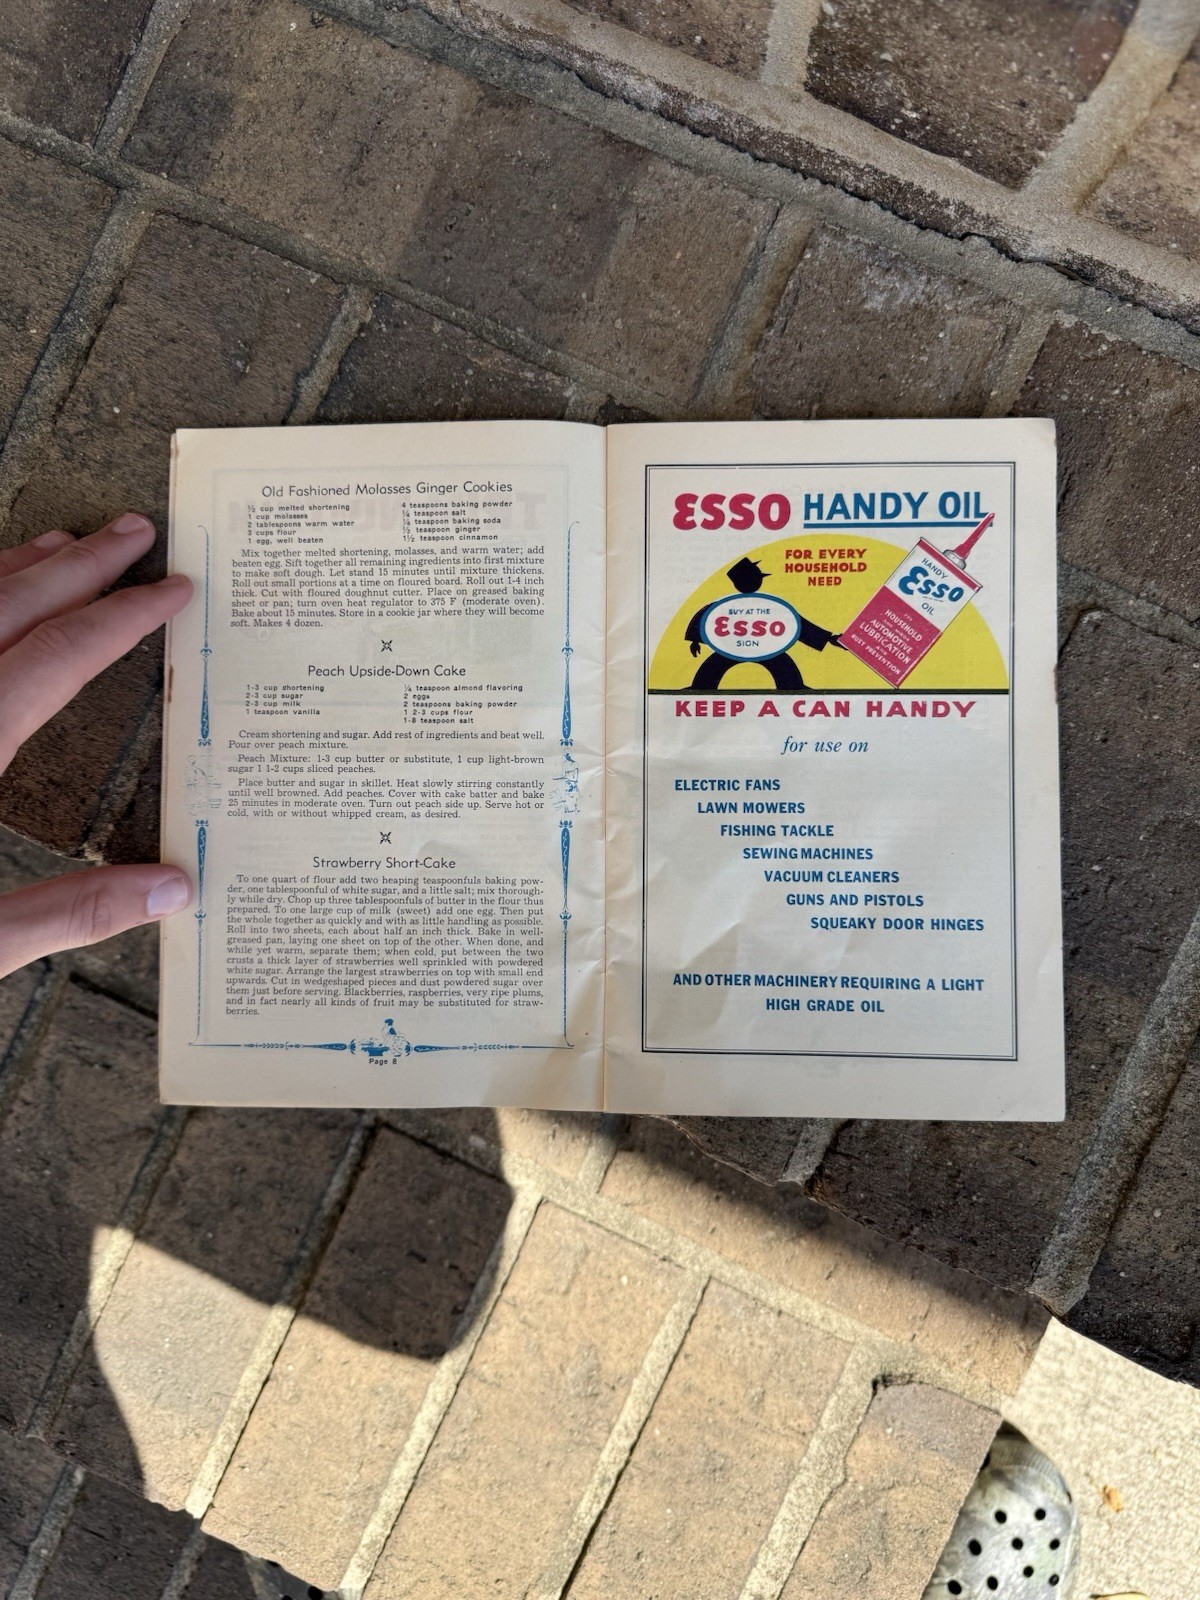 Old Fashioned Molasses Ginger Cookies
½ cup melted shortening
1 cup molasses
2 tablespoons warm water
3 cups flour
1 egg, well beaten
4 teaspoons baking powder
¼ teaspoon salt
¼ teaspoon baking soda
½ teaspoon ginger
1½ teaspoon cinnamon
Mix together melted shortening, molasses, and warm water; add
beaten egg. Sift together all remaining ingredients into first mixture
to make soft dough. Let stand 15 minutes until mixture thickens.
Roll out small portions at a time on floured board. Roll out 1-4 inch
thick. Cut with floured doughnut cutter. Place on greased baking
sheet or pan; turn oven heat regulator to 375 F (moderate oven).
Bake about 15 minutes. Store in a cookie jar where they will become
soft. Makes 4 dozen.
Peach Upside-Down Cake
1-3 cup shortening
2-3 cup sugar
2-3 cup milk
1 teaspoon vanilla
¼ teaspoon almond flavoring
2 eggs
2 teaspoons baking powder
1 2-3 cups flour
1-8 teaspoon salt
Cream shortening and sugar. Add rest of ingredients and beat well.
Pour over peach mixture.
Peach Mixture: 1-3 cup butter or substitute, 1 cup light-brown
sugar 1 1-2 cups sliced peaches.
Place butter and sugar in skillet. Heat slowly stirring constantly
until well browned. Add peaches. Cover with cake batter and bake
25 minutes in moderate oven. Turn out peach side up. Serve hot or
cold, with or without whipped cream, as desired.
Strawberry Short-Cake
To one quart of flour add two heaping teaspoonfuls baking pow-
der, one tablespoonful of white sugar, and a little salt; mix thorough-
ly while dry. Chop up three tablespoonfuls of butter in the flour thus
prepared. To one large cup of milk (sweet) add one egg. Then put
the whole together as quickly and with as little handling as possible.
Roll into two sheets, each about half an inch thick. Bake in well-
greased pan, laying one sheet on top of the other. When done, and
while yet warm, separate them; when cold, put between the two
crusts a thick layer of strawberries well sprinkled with powdered
white sugar. Arrange the largest strawberries on top with small end
upwards. Cut in wedgeshaped pieces and dust powdered sugar over
them just before serving. Blackberries, raspberries, very ripe plums,
and in fact nearly all kinds of fruit may be substituted for straw-
berries.
Page 8
ESSO HANDY OIL
FOR EVERY
HOUSEHOLD
NEED
BUY AT THE
Esso
SIGN
HANDY
Esso
OIL
FOR
HOUSEHOLD
AND MINOR
AUTOMOTIVE
LUBRICATION
AND
RUST PREVENTION
KEEP A CAN HANDY
for use on
ELECTRIC FANS
LAWN MOWERS
FISHING TACKLE
SEWING MACHINES
VACUUM CLEANERS
GUNS AND PISTOLS
SQUEAKY DOOR HINGES
AND OTHER MACHINERY REQUIRING A LIGHT
HIGH GRADE OIL